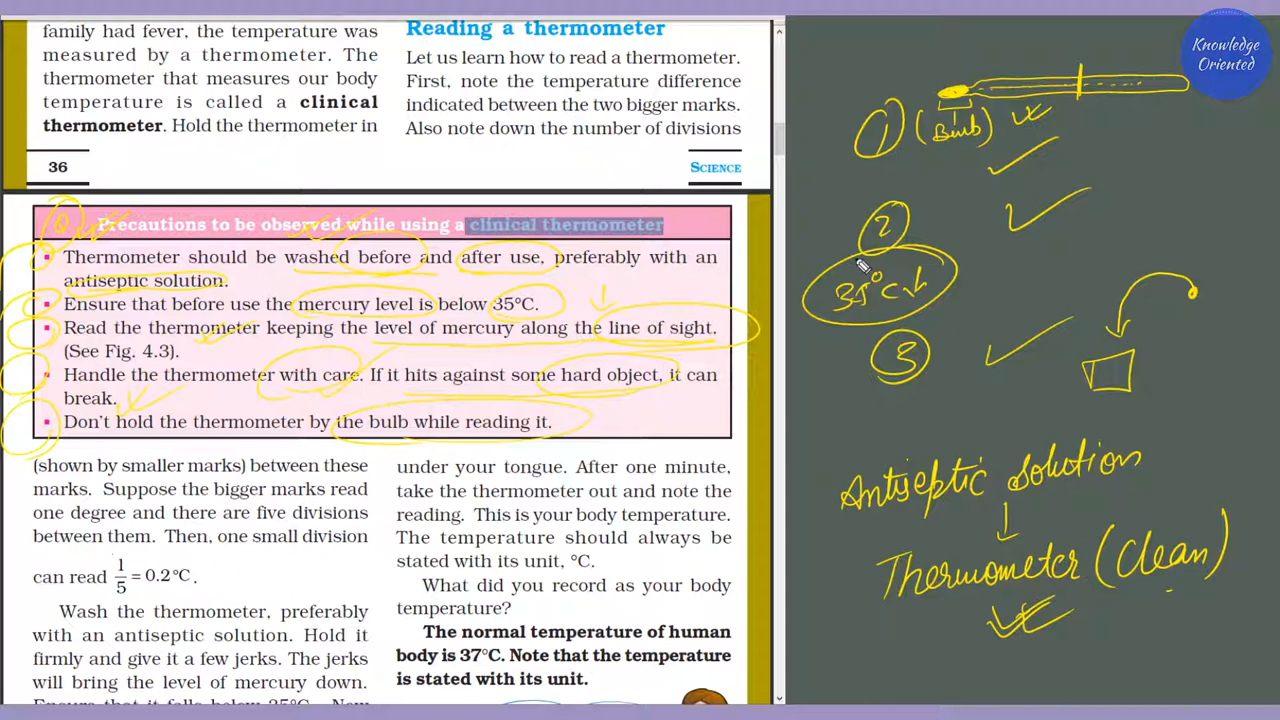 family had fever, the temperature was
measured by a thermometer. The
thermometer that measures our body
temperature is called a clinical
thermometer. Hold the thermometer in
Reading a thermometer
Let us learn how to read a thermometer.
First, note the temperature difference
indicated between the two bigger marks.
Also note down the number of divisions
36
SCIENCE
Precautions to be observed while using a clinical thermometer
▪ Thermometer should be washed before and after use, preferably with an
antiseptic solution.
▪ Ensure that before use the mercury level is below 35°C.
▪ Read the thermometer keeping the level of mercury along the line of sight.
(See Fig. 4.3).
▪ Handle the thermometer with care. If it hits against some hard object, it can
break.
▪ Don't hold the thermometer by the bulb while reading it.
(shown by smaller marks) between these
marks. Suppose the bigger marks read
one degree and there are five divisions
between them. Then, one small division
can read 1/5 = 0.2°C.
Wash the thermometer, preferably
with an antiseptic solution. Hold it
firmly and give it a few jerks. The jerks
will bring the level of mercury down.
Ensure that it falls below 35°C. Now
under your tongue. After one minute,
take the thermometer out and note the
reading. This is your body temperature.
The temperature should always be
stated with its unit, °C.
What did you record as your body
temperature?
The normal temperature of human
body is 37°C. Note that the temperature
is stated with its unit.
Knowledge
Oriented
1 (Bulb)
2
35°C
3
Antiseptic solution
Thermometer (Clean)